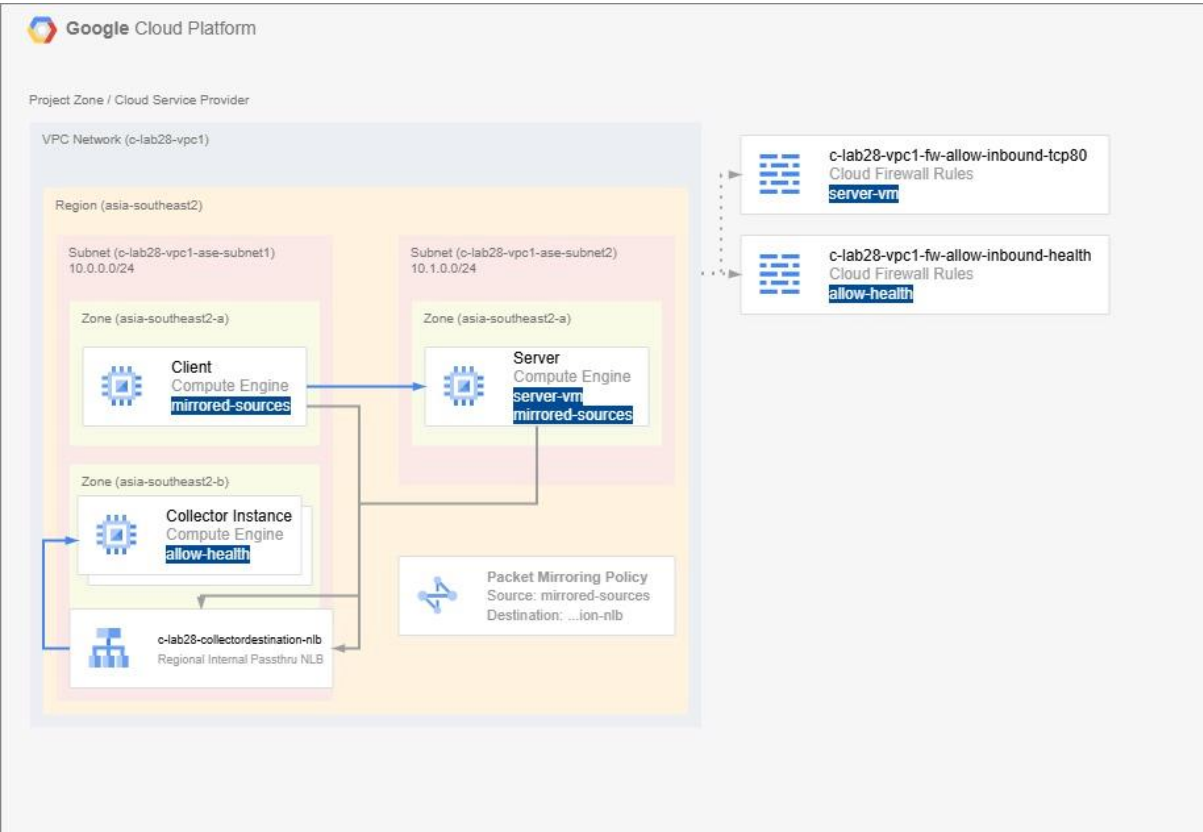 Google Cloud Platform
Project Zone / Cloud Service Provider
VPC Network (c-lab28-vpc1)
Region (asia-southeast2)
Subnet (c-lab28-vpc1-ase-subnet1)
10.0.0.0/24
Zone (asia-southeast2-a)
Client
Compute Engine
mirrored-sources
Zone (asia-southeast2-b)
Collector Instance
Compute Engine
allow-health
c-lab28-collectordestination-nlb
Regional Internal Passthru NLB
Subnet (c-lab28-vpc1-ase-subnet2)
10.1.0.0/24
Zone (asia-southeast2-a)
Server
Compute Engine
server-vm
mirrored-sources
Packet Mirroring Policy
Source: mirrored-sources
Destination: ...ion-nlb
c-lab28-vpc1-fw-allow-inbound-tcp80
Cloud Firewall Rules
server-vm
c-lab28-vpc1-fw-allow-inbound-health
Cloud Firewall Rules
allow-health